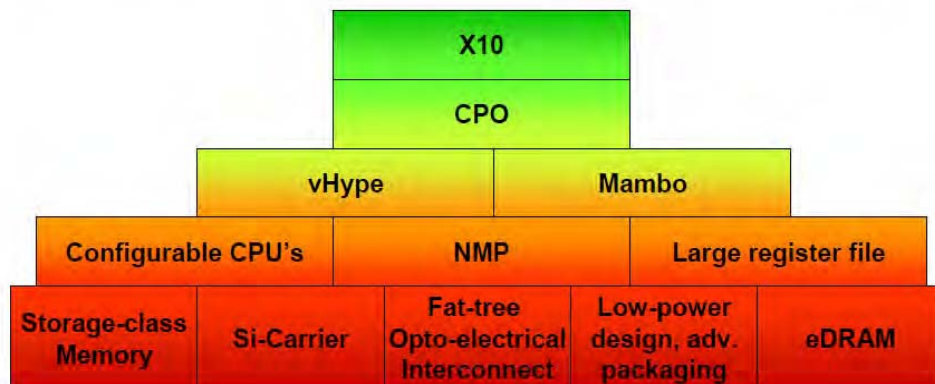 X10
CPO
vHype
Mambo
Configurable CPU's
NMP
Large register file
Storage-class
Memory
Si-Carrier
Fat-tree
Opto-electrical
Interconnect
Low-power
design, adv.
packaging
eDRAM